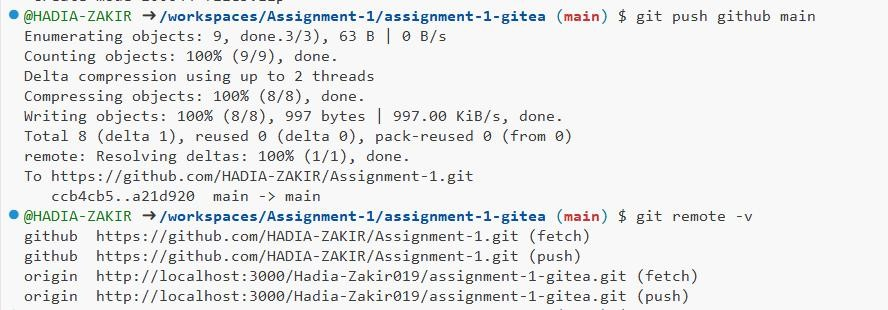 @HADIA-ZAKIR ➜/workspaces/Assignment-1/assignment-1-gitea (main) $ git push github main
Enumerating objects: 9, done.3/3), 63 B | 0 B/s
Counting objects: 100% (9/9), done.
Delta compression using up to 2 threads
Compressing objects: 100% (8/8), done.
Writing objects: 100% (8/8), 997 bytes | 997.00 KiB/s, done.
Total 8 (delta 1), reused 0 (delta 0), pack-reused 0 (from 0)
remote: Resolving deltas: 100% (1/1), done.
To https://github.com/HADIA-ZAKIR/Assignment-1.git
   ccb4cb5..a21d920  main -> main
@HADIA-ZAKIR ➜/workspaces/Assignment-1/assignment-1-gitea (main) $ git remote -v
github  https://github.com/HADIA-ZAKIR/Assignment-1.git (fetch)
github  https://github.com/HADIA-ZAKIR/Assignment-1.git (push)
origin  http://localhost:3000/Hadia-Zakir019/assignment-1-gitea.git (fetch)
origin  http://localhost:3000/Hadia-Zakir019/assignment-1-gitea.git (push)